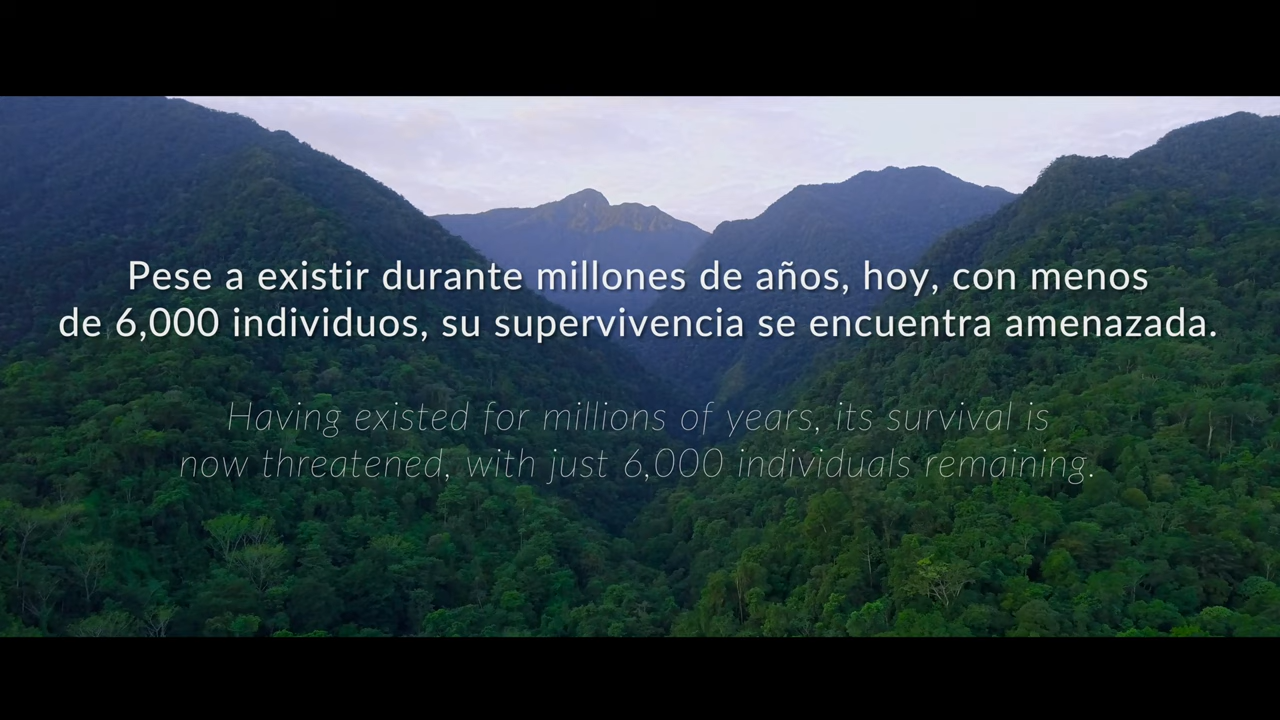 Pese a existir durante millones de años, hoy, con menos
de 6,000 individuos, su supervivencia se encuentra amenazada.
Having existed for millions of years, its survival is
now threatened, with just 6,000 individuals remaining.